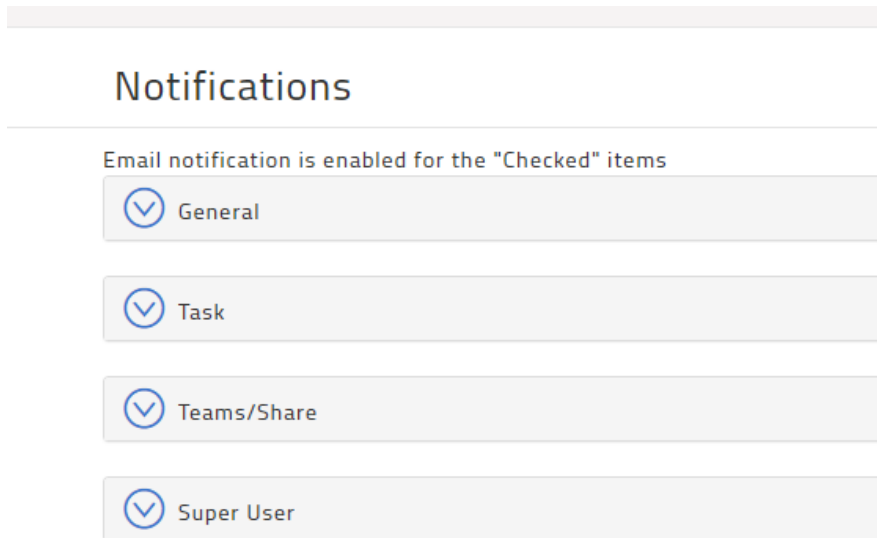 Notifications
Email notification is enabled for the "Checked" items
General
Task
Teams/Share
Super User